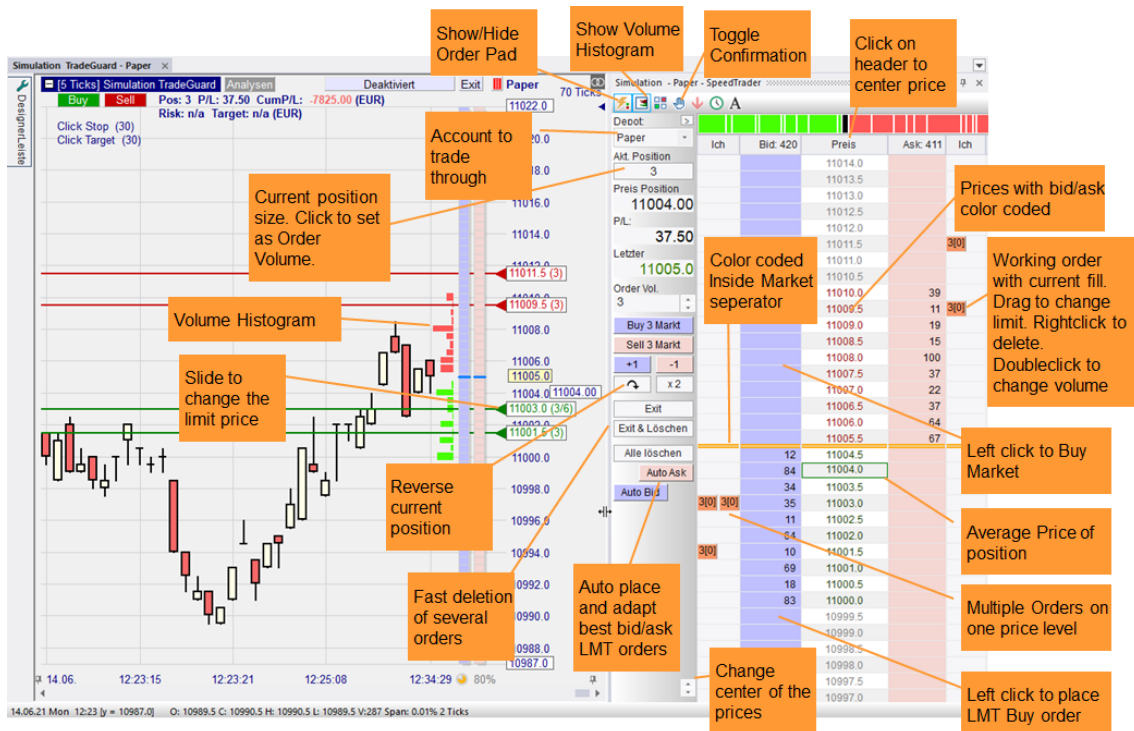 Show/Hide
Order Pad
Show Volume
Histogram
Toggle
Confirmation
Click on
header to
center price
Simulation TradeGuard - Paper ×
DesignerLeiste
[5 Ticks] Simulation TradeGuard Analysen Deaktiviert Exit Paper 70 Ticks
Buy Sell Pos: 3 P/L: 37.50 CumP/L: -7825.00 (EUR)
Risk: n/a Target: n/a (EUR)
Click Stop (30)
Click Target (30)
11022.0
11018.0
11016.0
11014.0
11012.0
11011.5 (3)
11009.5 (3)
11008.0
11006.0
11005.0
11004.0 11004.00
11003.0 (3/6)
11001.5 (3)
11000.0
10998.0
10996.0
10994.0
10992.0
10990.0
10988.0
10987.0
14.06. 12:23:15 12:23:21 12:25:08 12:34:29 80%
14.06.21 Mon 12:23 [y = 10987.0] O: 10989.5 C: 10990.5 H: 10990.5 L: 10989.5 V:287 Span: 0.01% 2 Ticks
Account to
trade
through
Current position
size. Click to set
as Order
Volume.
Volume Histogram
Slide to
change the
limit price
Reverse
current
position
Fast deletion
of several
orders
Auto place
and adapt
best bid/ask
LMT orders
Simulation - Paper - SpeedTrader
A
Depot: >
Paper
Akt. Position
3
Preis Position
11004.00
P/L:
37.50
Letzter
11005.0
Order Vol.
3
Buy 3 Markt
Sell 3 Markt
+1 -1
x 2
Exit
Exit & Löschen
Alle löschen
Auto Ask
Auto Bid
Ich Bid: 420 Preis Ask: 411 Ich
11014.0
11013.5
11013.0
11012.5
11012.0
11011.5 3[0]
11011.0
11010.5
11010.0 39
11009.5 11 3[0]
11009.0 19
11008.5 15
11008.0 100
11007.5 37
11007.0 22
11006.5 37
11006.0 64
11005.5 67
12 11004.5
84 11004.0
34 11003.5
3[0] 3[0] 35 11003.0
11 11002.5
11002.0
3[0] 10 11001.5
69 11001.0
18 11000.5
83 11000.0
10999.5
10999.0
10998.5
10998.0
10997.5
10997.0
Color coded
Inside Market
seperator
Change
center of the
prices
Prices with bid/ask
color coded
Working order
with current fill.
Drag to change
limit. Rightclick to
delete.
Doubleclick to
change volume
Left click to Buy
Market
Average Price of
position
Multiple Orders on
one price level
Left click to place
LMT Buy order